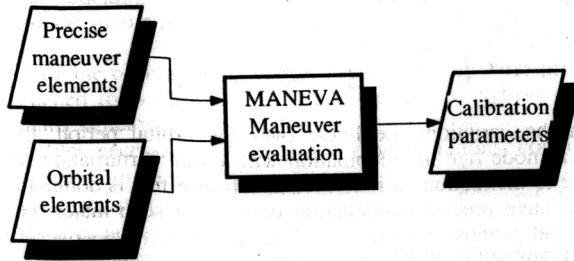 Precise
maneuver
elements
Orbital
elements
MANEVA
Maneuver
evaluation
Calibration
parameters